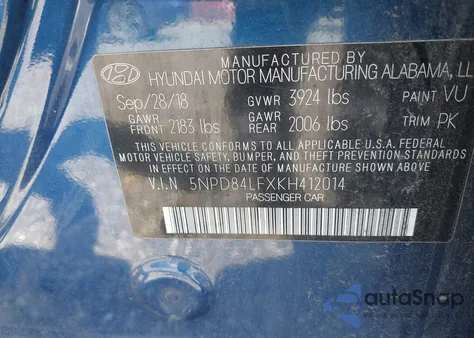 MANUFACTURED BY
HYUNDAI MOTOR MANUFACTURING ALABAMA, LL
Sep/28/18 GVWR 3924 lbs PAINT VU
GAWR FRONT 2183 lbs GAWR REAR 2006 lbs TRIM PK
THIS VEHICLE CONFORMS TO ALL APPLICABLE U.S.A. FEDERAL
MOTOR VEHICLE SAFETY, BUMPER, AND THEFT PREVENTION
STANDARDS IN EFFECT ON THE DATE OF MANUFACTURE SHOWN ABOVE.
V.I.N 5NPD84LFXKH412014
PASSENGER CAR
autoSnap